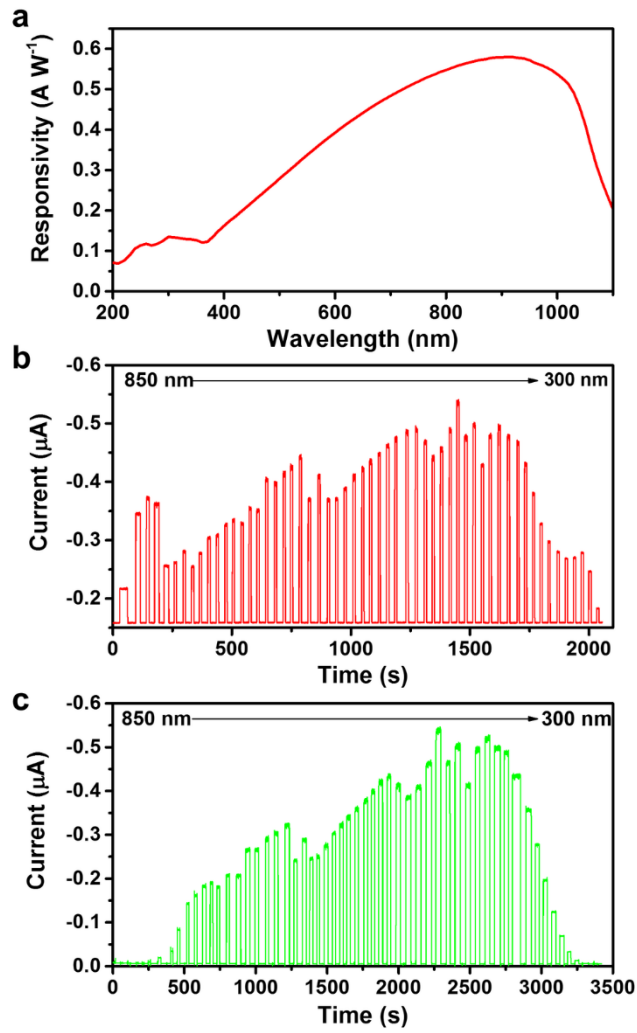 a
Responsivity (A W⁻¹)
0.6
0.5
0.4
0.3
0.2
0.1
0.0
200 400 600 800 1000
Wavelength (nm)
b
850 nm 300 nm
Current (μA)
-0.6
-0.5
-0.4
-0.3
-0.2
0 500 1000 1500 2000
Time (s)
c
850 nm 300 nm
Current (μA)
-0.6
-0.5
-0.4
-0.3
-0.2
-0.1
0.0
0 500 1000 1500 2000 2500 3000 3500
Time (s)